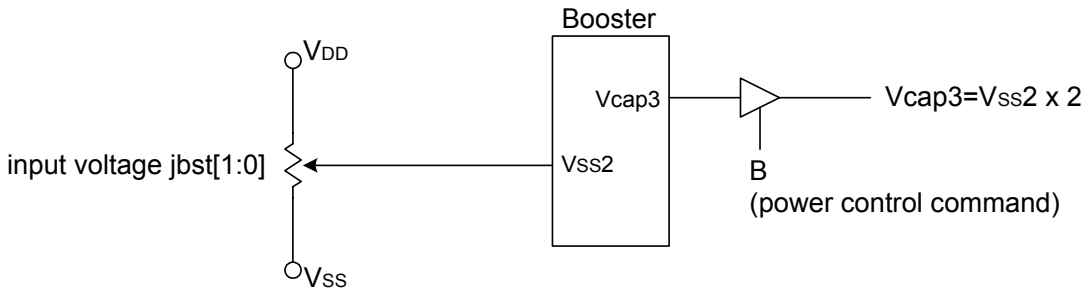 Booster
VDD
Vcap3
Vcap3=VSS2 x 2
input voltage jbst[1:0]
VSS2
B
(power control command)
VSS